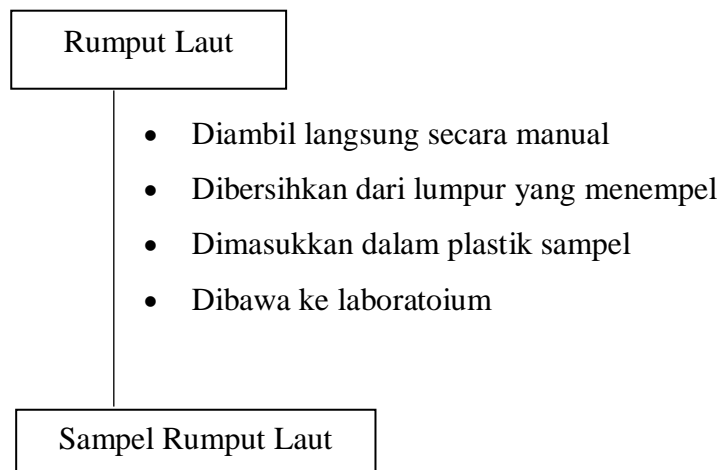 Rumput Laut
• Diambil langsung secara manual
• Dibersihkan dari lumpur yang menempel
• Dimasukkan dalam plastik sampel
• Dibawa ke laboratoium
Sampel Rumput Laut